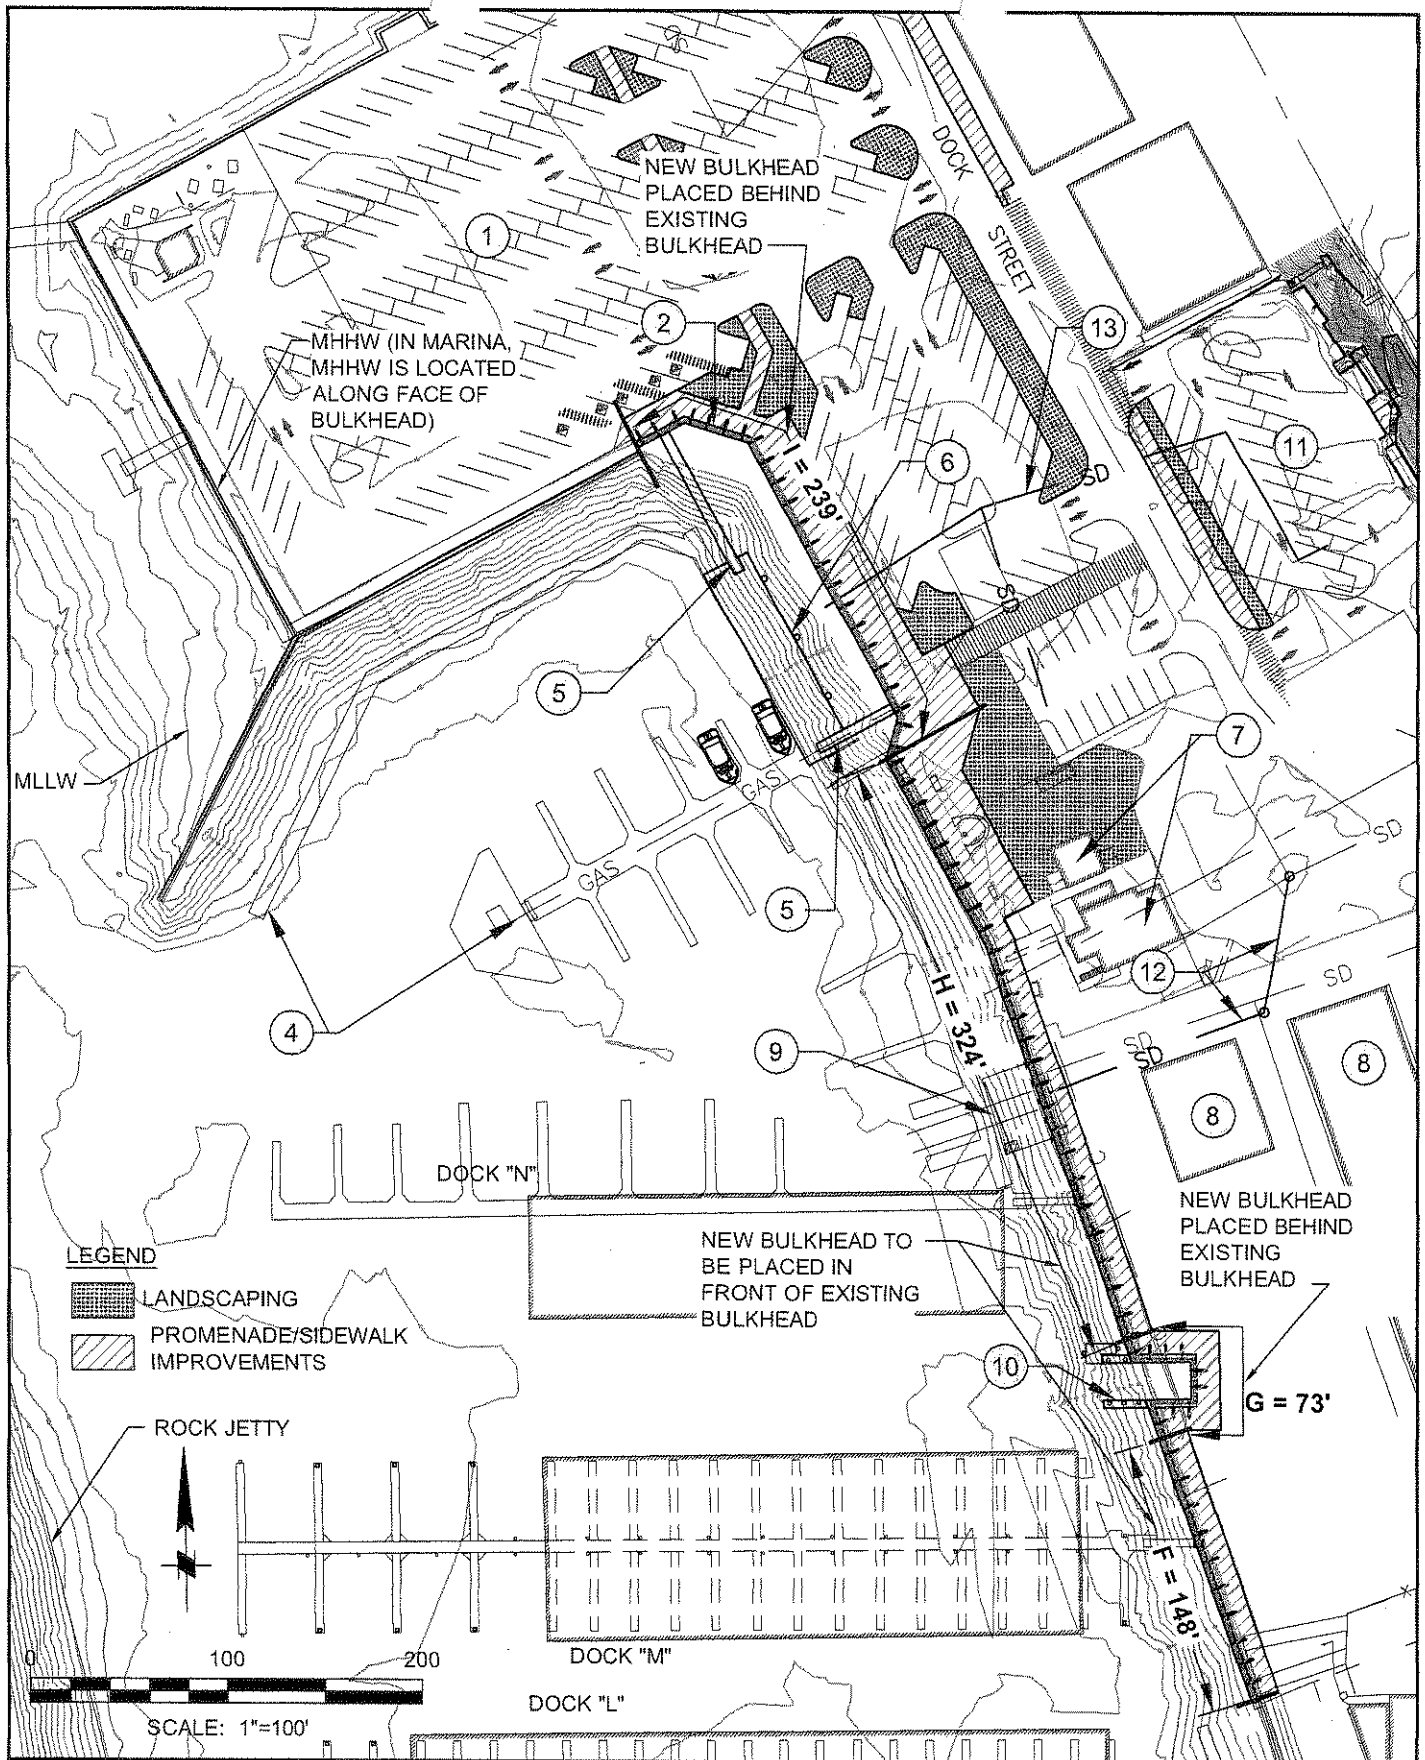 DOCK
STREET
NEW BULKHEAD
PLACED BEHIND
EXISTING
BULKHEAD
1
2
13
MHHW (IN MARINA,
MHHW IS LOCATED
ALONG FACE OF
BULKHEAD)
11
6
I = 239'
SD
SD
5
7
MLLW
GAS
GAS
SD
5
12
SD
H = 324'
4
9
SD
SD
8
8
DOCK "N"
NEW BULKHEAD
PLACED BEHIND
EXISTING
BULKHEAD
NEW BULKHEAD TO
BE PLACED IN
FRONT OF EXISTING
BULKHEAD
LEGEND
LANDSCAPING
PROMENADE/SIDEWALK
IMPROVEMENTS
10
G = 73'
ROCK JETTY
F = 148'
0 100 200
DOCK "M"
DOCK "L"
SCALE: 1"=100'